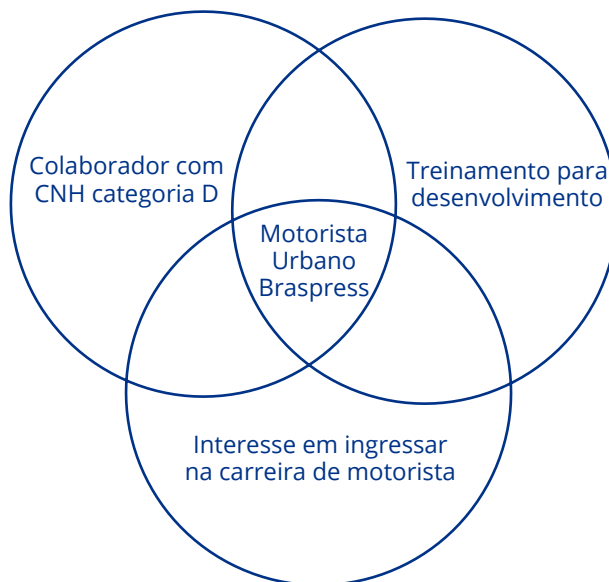 Colaborador com
CNH categoria D
Treinamento para
desenvolvimento
Motorista
Urbano
Braspress
Interesse em ingressar
na carreira de motorista